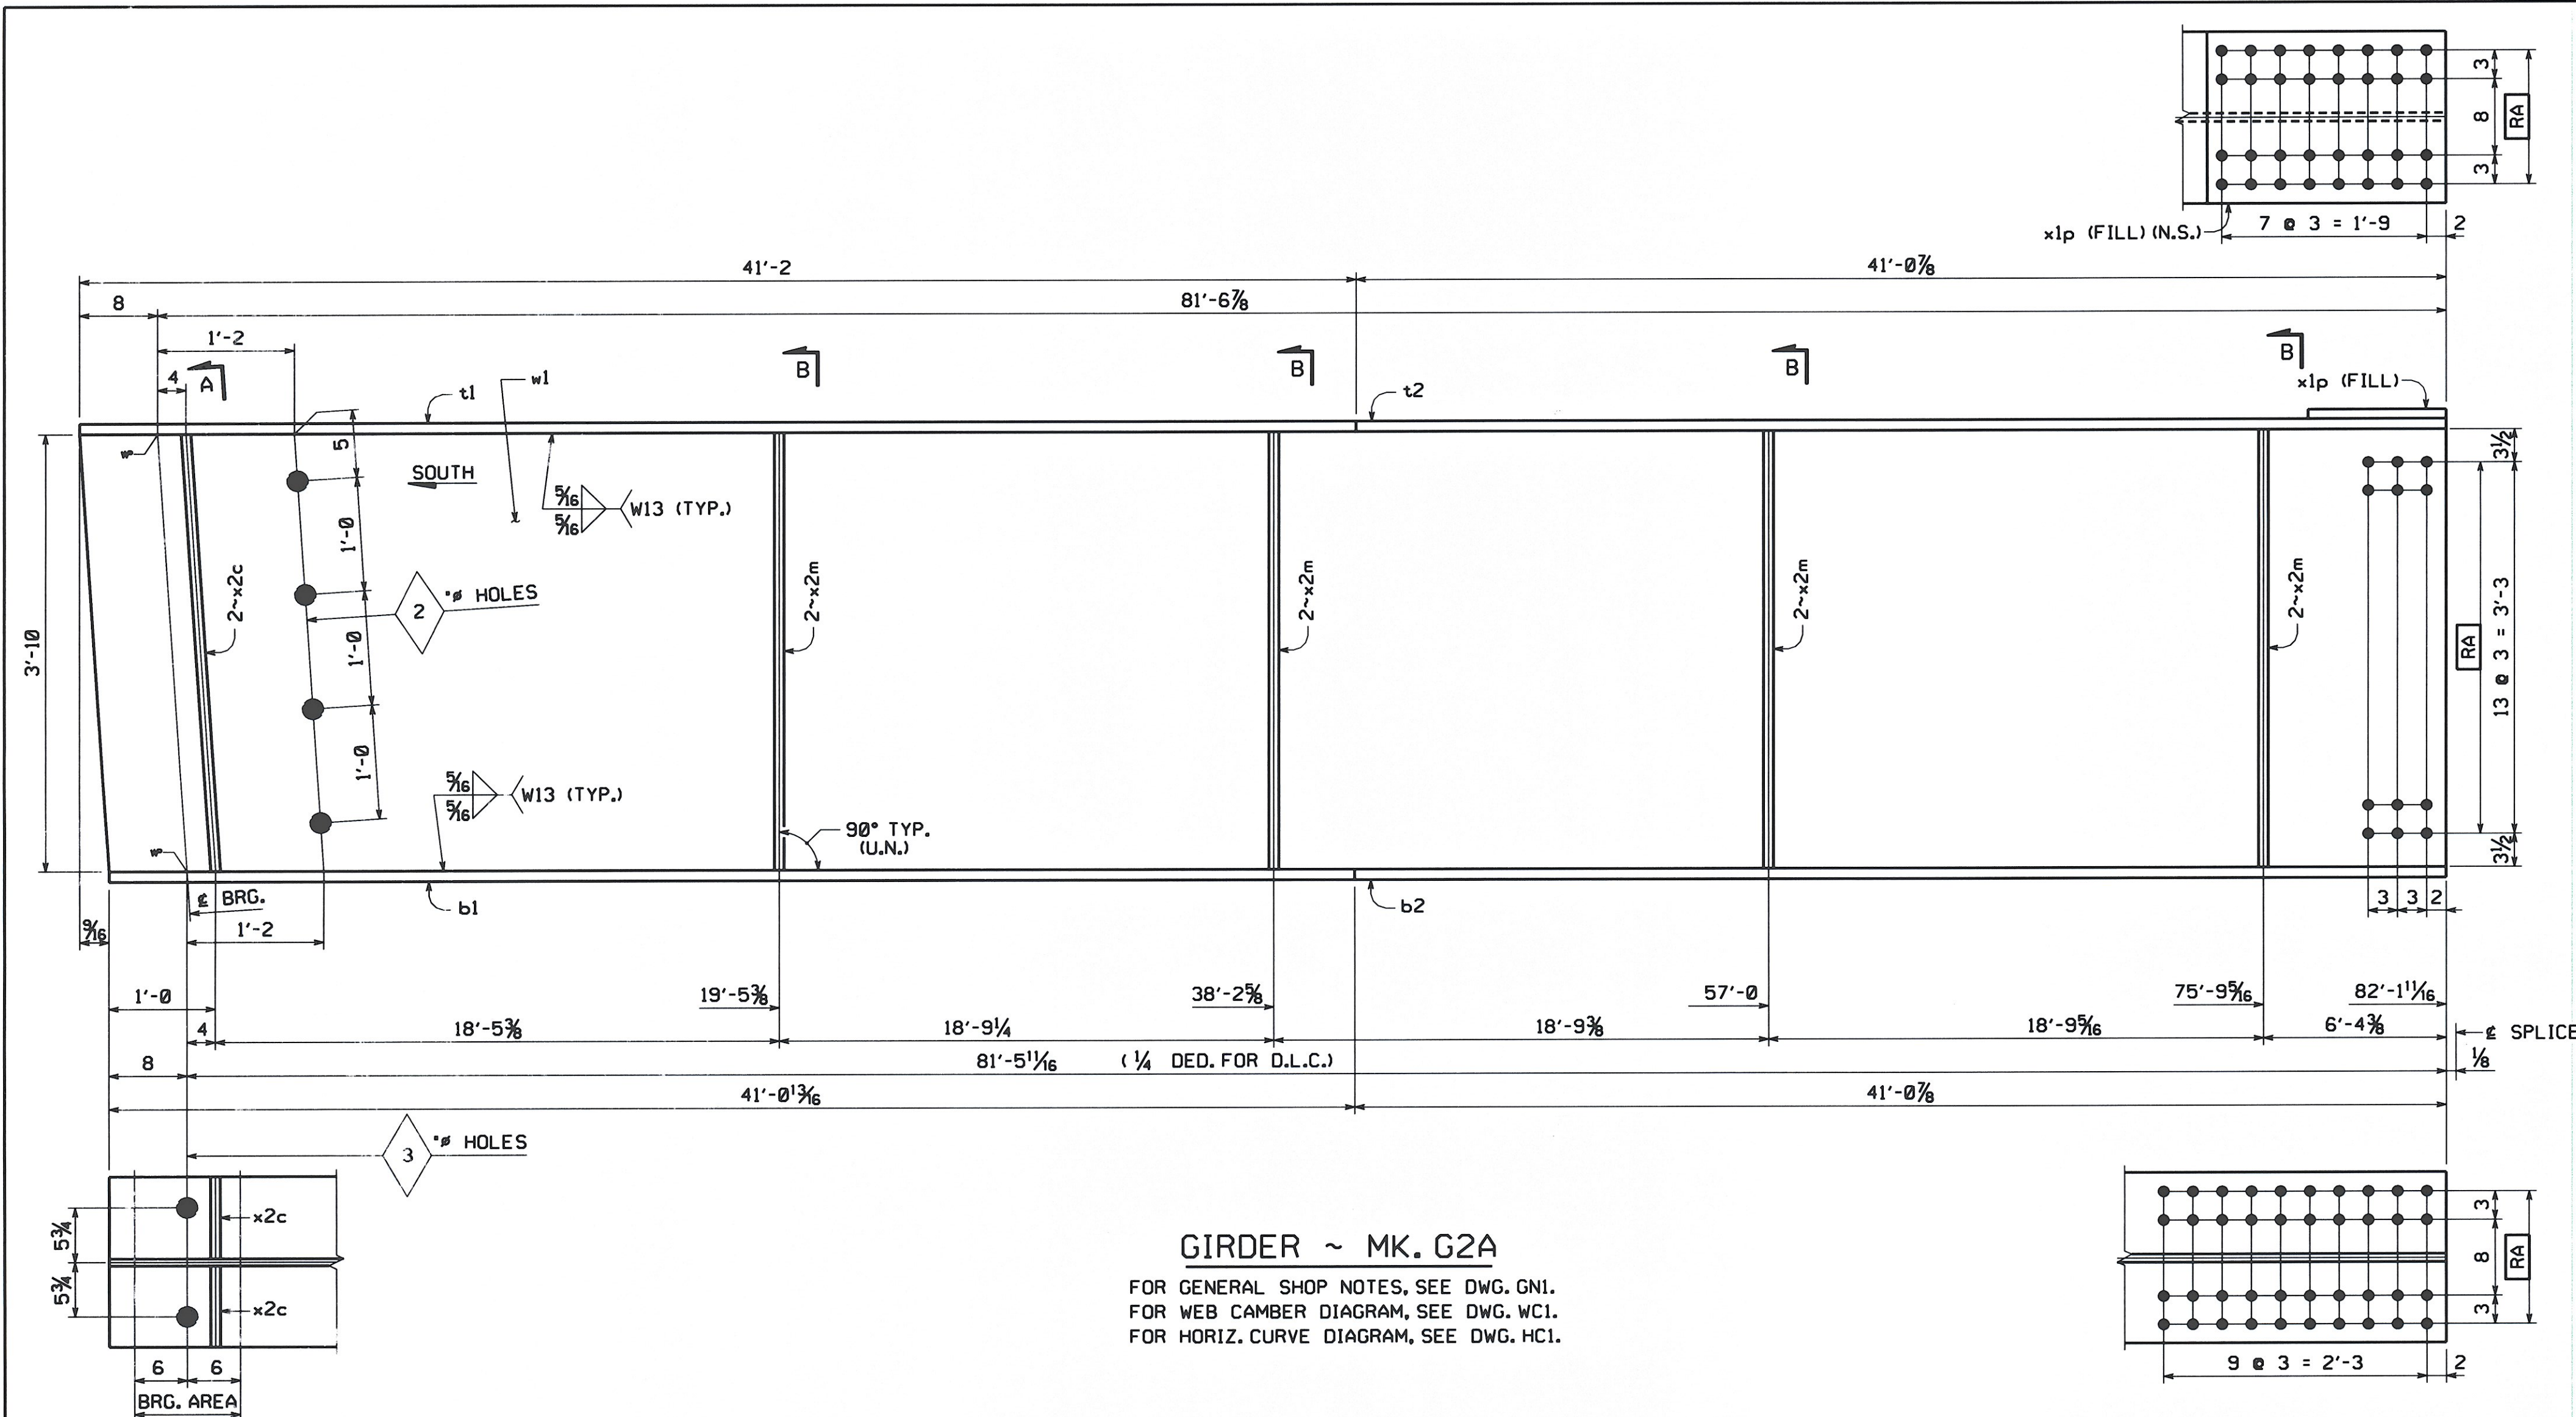 3
8
3
RA
x1p (FILL) (N.S.)
7 @ 3 = 1'-9
2
41'-2
41'-0⅞
8
81'-6⅞
1'-2
4
A
t1
w1
B
B
t2
B
B
x1p (FILL)
WP
5
SOUTH
5/16
5/16
W13 (TYP.)
3½
1'-0
2~x2c
2
"Ø HOLES
1'-0
1'-0
3'-10
2~x2m
2~x2m
2~x2m
2~x2m
RA
13 @ 3 = 3'-3
5/16
5/16
W13 (TYP.)
90° TYP.
(U.N.)
WP
3½
℄ BRG.
b1
b2
3 3 2
9/16
1'-2
1'-0
19'-5⅜
38'-2⅝
57'-0
75'-9 5/16
82'-1 11/16
4
18'-5⅜
18'-9¼
18'-9⅜
18'-9 5/16
6'-4⅜
℄ SPLICE
8
81'-5 11/16 (¼ DED. FOR D.L.C.)
⅛
41'-0 13/16
41'-0⅞
3
"Ø HOLES
5¾
5¾
x2c
x2c
6 6
BRG. AREA
GIRDER ~ MK. G2A
FOR GENERAL SHOP NOTES, SEE DWG. GN1.
FOR WEB CAMBER DIAGRAM, SEE DWG. WC1.
FOR HORIZ. CURVE DIAGRAM, SEE DWG. HC1.
3
8
3
RA
9 @ 3 = 2'-3
2